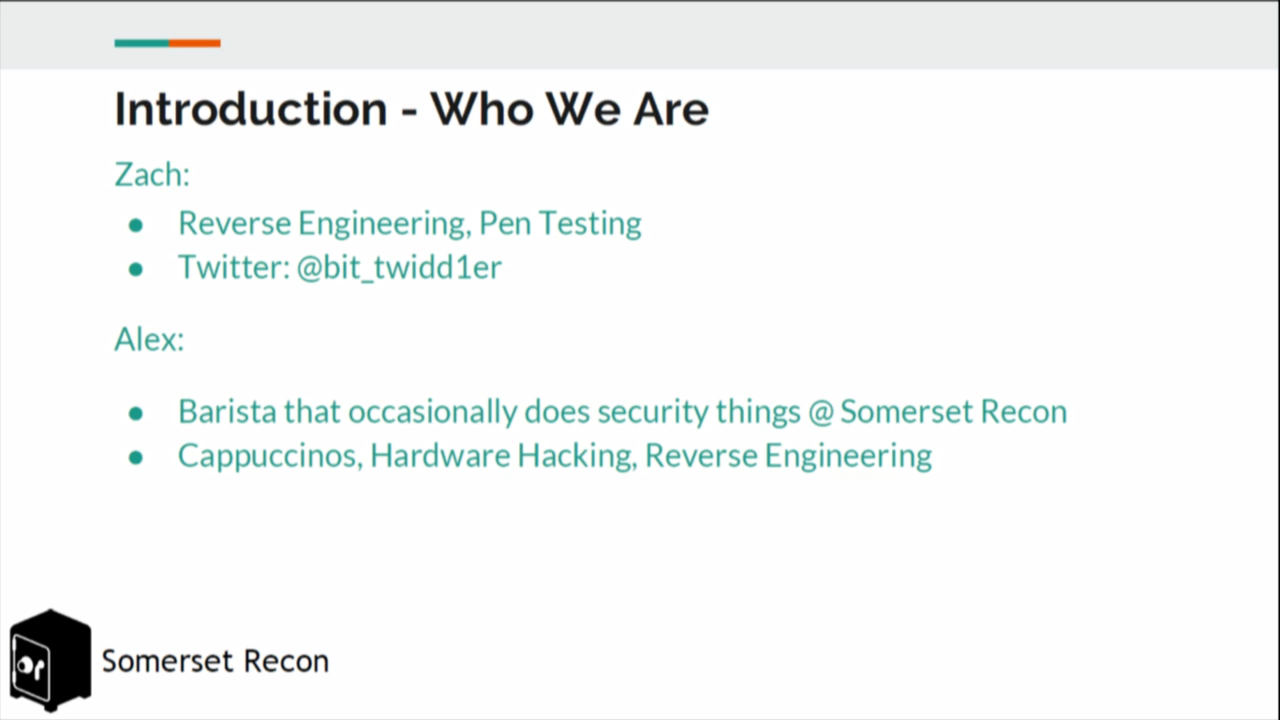 Introduction - Who We Are
Zach:
● Reverse Engineering, Pen Testing
● Twitter: @bit_twidd1er
Alex:
● Barista that occasionally does security things @ Somerset Recon
● Cappuccinos, Hardware Hacking, Reverse Engineering
Somerset Recon